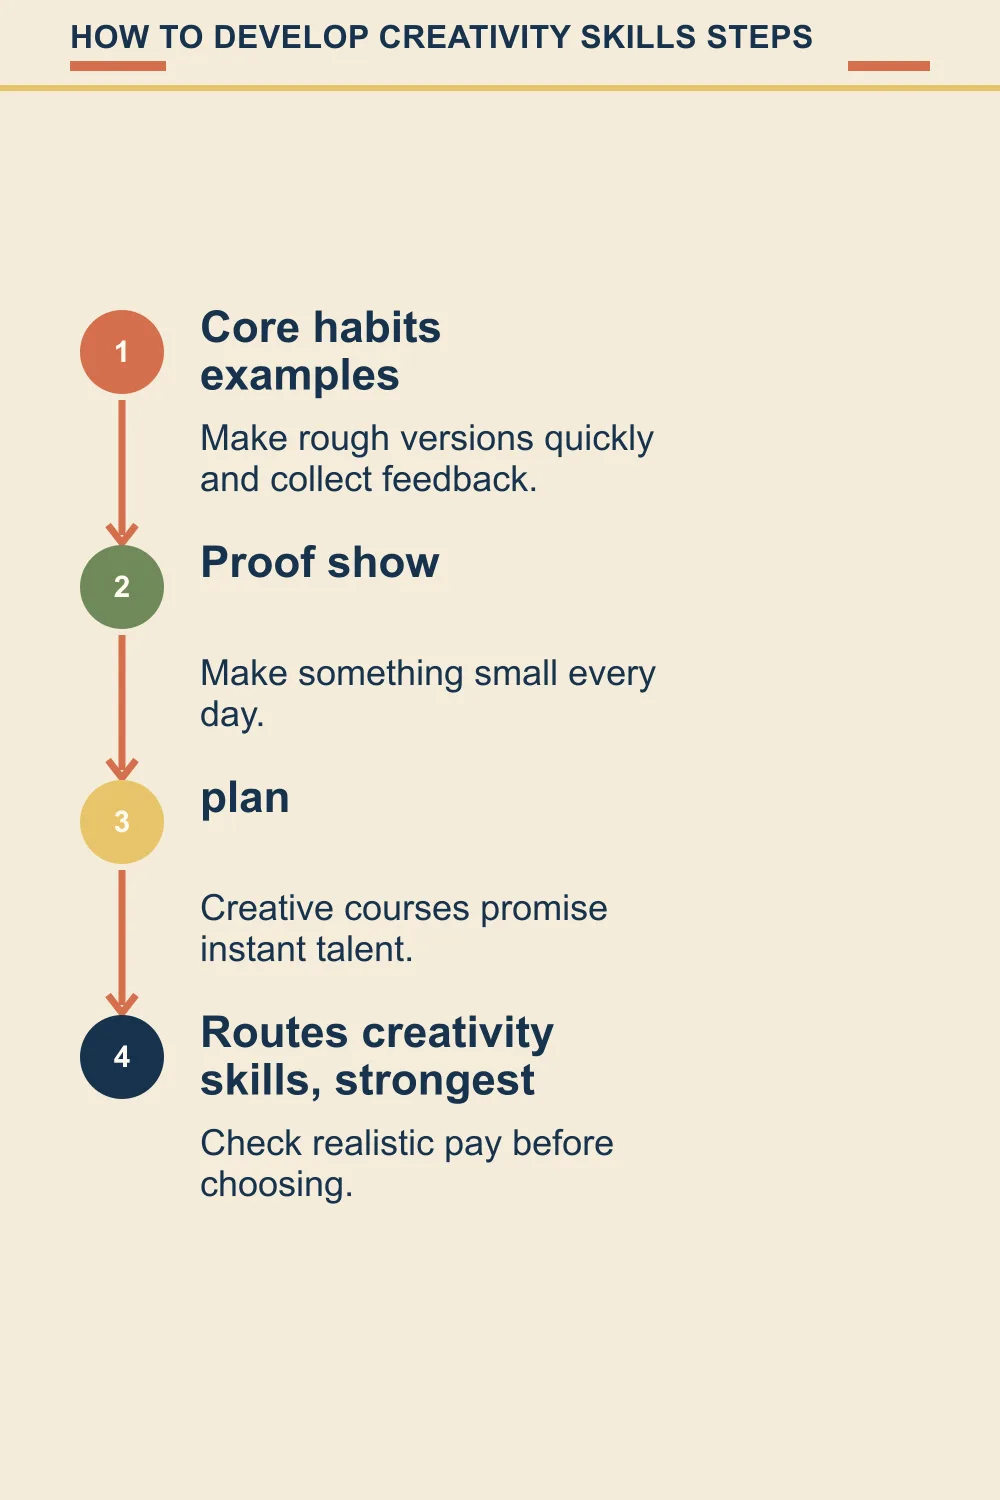 HOW TO DEVELOP CREATIVITY SKILLS STEPS
1
Core habits
examples
Make rough versions quickly
and collect feedback.
2
Proof show
Make something small every
day.
3
plan
Creative courses promise
instant talent.
4
Routes creativity
skills, strongest
Check realistic pay before
choosing.